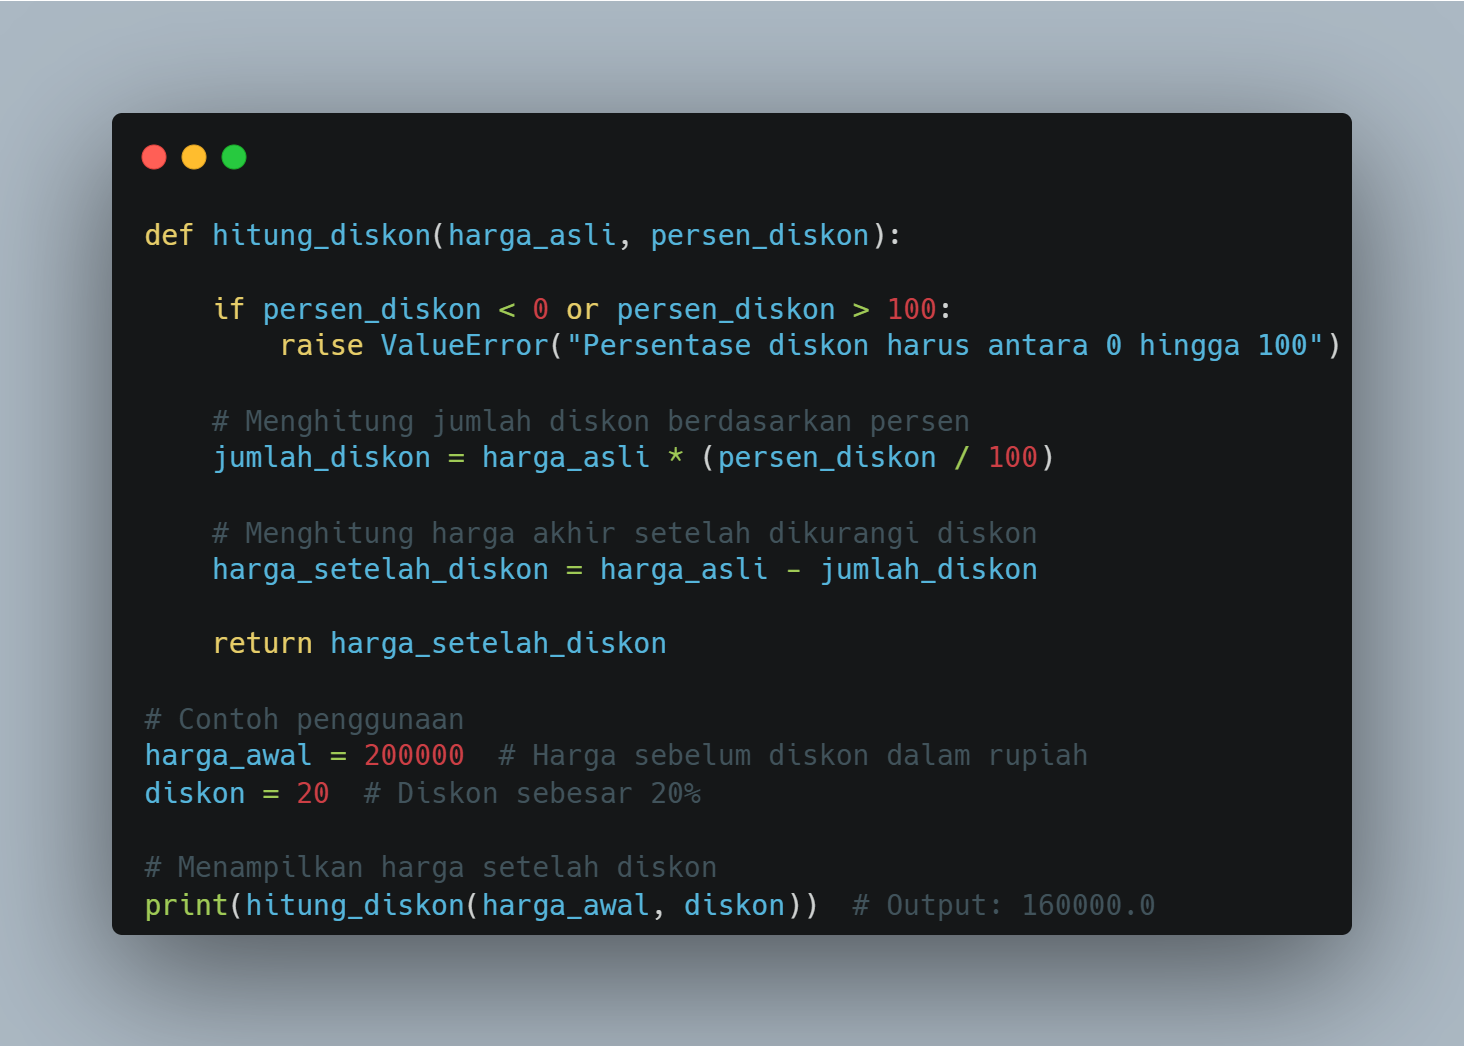 def hitung_diskon(harga_asli, persen_diskon):
if persen_diskon < 0 or persen_diskon > 100:
raise ValueError("Persentase diskon harus antara 0 hingga 100")
# Menghitung jumlah diskon berdasarkan persen
jumlah_diskon = harga_asli * (persen_diskon / 100)
# Menghitung harga akhir setelah dikurangi diskon
harga_setelah_diskon = harga_asli - jumlah_diskon
return harga_setelah_diskon
# Contoh penggunaan
harga_awal = 200000  # Harga sebelum diskon dalam rupiah
diskon = 20  # Diskon sebesar 20%
# Menampilkan harga setelah diskon
print(hitung_diskon(harga_awal, diskon))  # Output: 160000.0